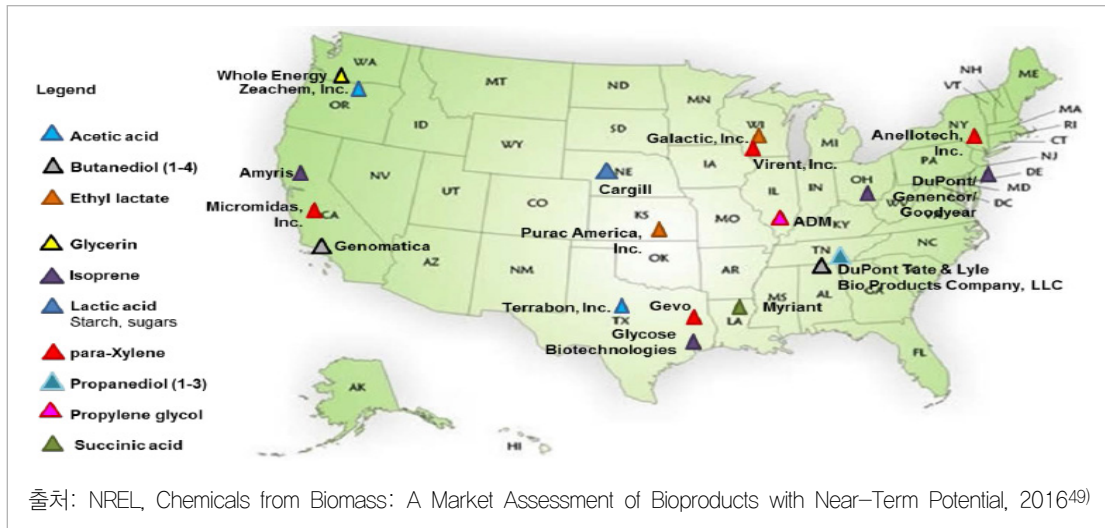 Legend
Acetic acid
Butanediol (1-4)
Ethyl lactate
Glycerin
Isoprene
Lactic acid
Starch, sugars
para-Xylene
Propanediol (1-3)
Propylene glycol
Succinic acid
Whole Energy
Zeachem, Inc.
Amyris
Micromidas,
Inc.
Genomatica
Cargill
Galactic, Inc.
Virent, Inc.
Purac America,
Inc.
ADM
Anellotech,
Inc.
DuPont/
Genencor/
Goodyear
DuPont Tate & Lyle
Bio Products Company, LLC
Terrabon, Inc.
Gevo
Glycose
Biotechnologies
Myriant
WA
OR
CA
ID
NV
MT
WY
UT
AZ
CO
NM
ND
SD
NE
KS
OK
TX
MN
IA
MO
AR
LA
WI
IL
MI
IN
OH
KY
TN
MS
AL
GA
FL
NC
PA
NY
VT
NH
ME
MA
RI
CT
NJ
DE
MD
DC
AK
HI
출처: NREL, Chemicals from Biomass: A Market Assessment of Bioproducts with Near-Term Potential, 2016⁴⁹⁾